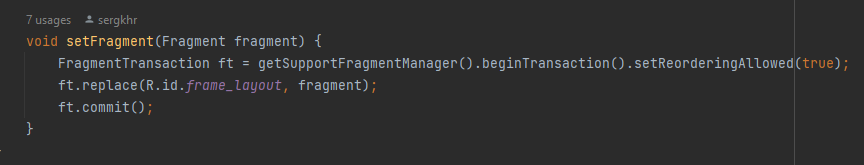 7 usages sergkhr
void setFragment(Fragment fragment) {
    FragmentTransaction ft = getSupportFragmentManager().beginTransaction().setReorderingAllowed(true);
    ft.replace(R.id.frame_layout, fragment);
    ft.commit();
}